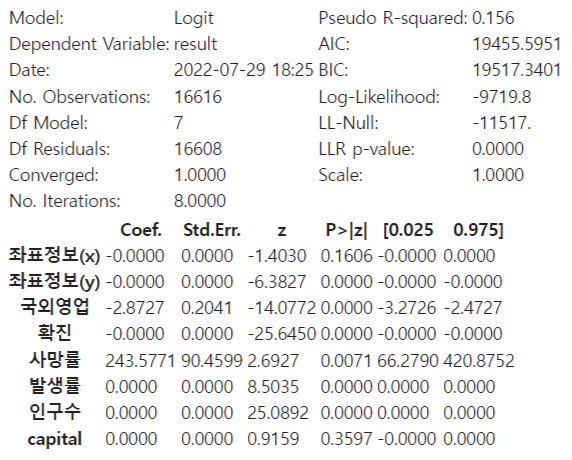 Model: Logit Pseudo R-squared: 0.156
Dependent Variable: result AIC: 19455.5951
Date: 2022-07-29 18:25 BIC: 19517.3401
No. Observations: 16616 Log-Likelihood: -9719.8
Df Model: 7 LL-Null: -11517.
Df Residuals: 16608 LLR p-value: 0.0000
Converged: 1.0000 Scale: 1.0000
No. Iterations: 8.0000
Coef. Std.Err. z P>|z| [0.025 0.975]
좌표정보(x) -0.0000 0.0000 -1.4030 0.1606 -0.0000 0.0000
좌표정보(y) -0.0000 0.0000 -6.3827 0.0000 -0.0000 -0.0000
국외영업 -2.8727 0.2041 -14.0772 0.0000 -3.2726 -2.4727
확진 -0.0000 0.0000 -25.6450 0.0000 -0.0000 -0.0000
사망률 243.5771 90.4599 2.6927 0.0071 66.2790 420.8752
발생률 0.0000 0.0000 8.5035 0.0000 0.0000 0.0000
인구수 0.0000 0.0000 25.0892 0.0000 0.0000 0.0000
capital 0.0000 0.0000 0.9159 0.3597 -0.0000 0.0000